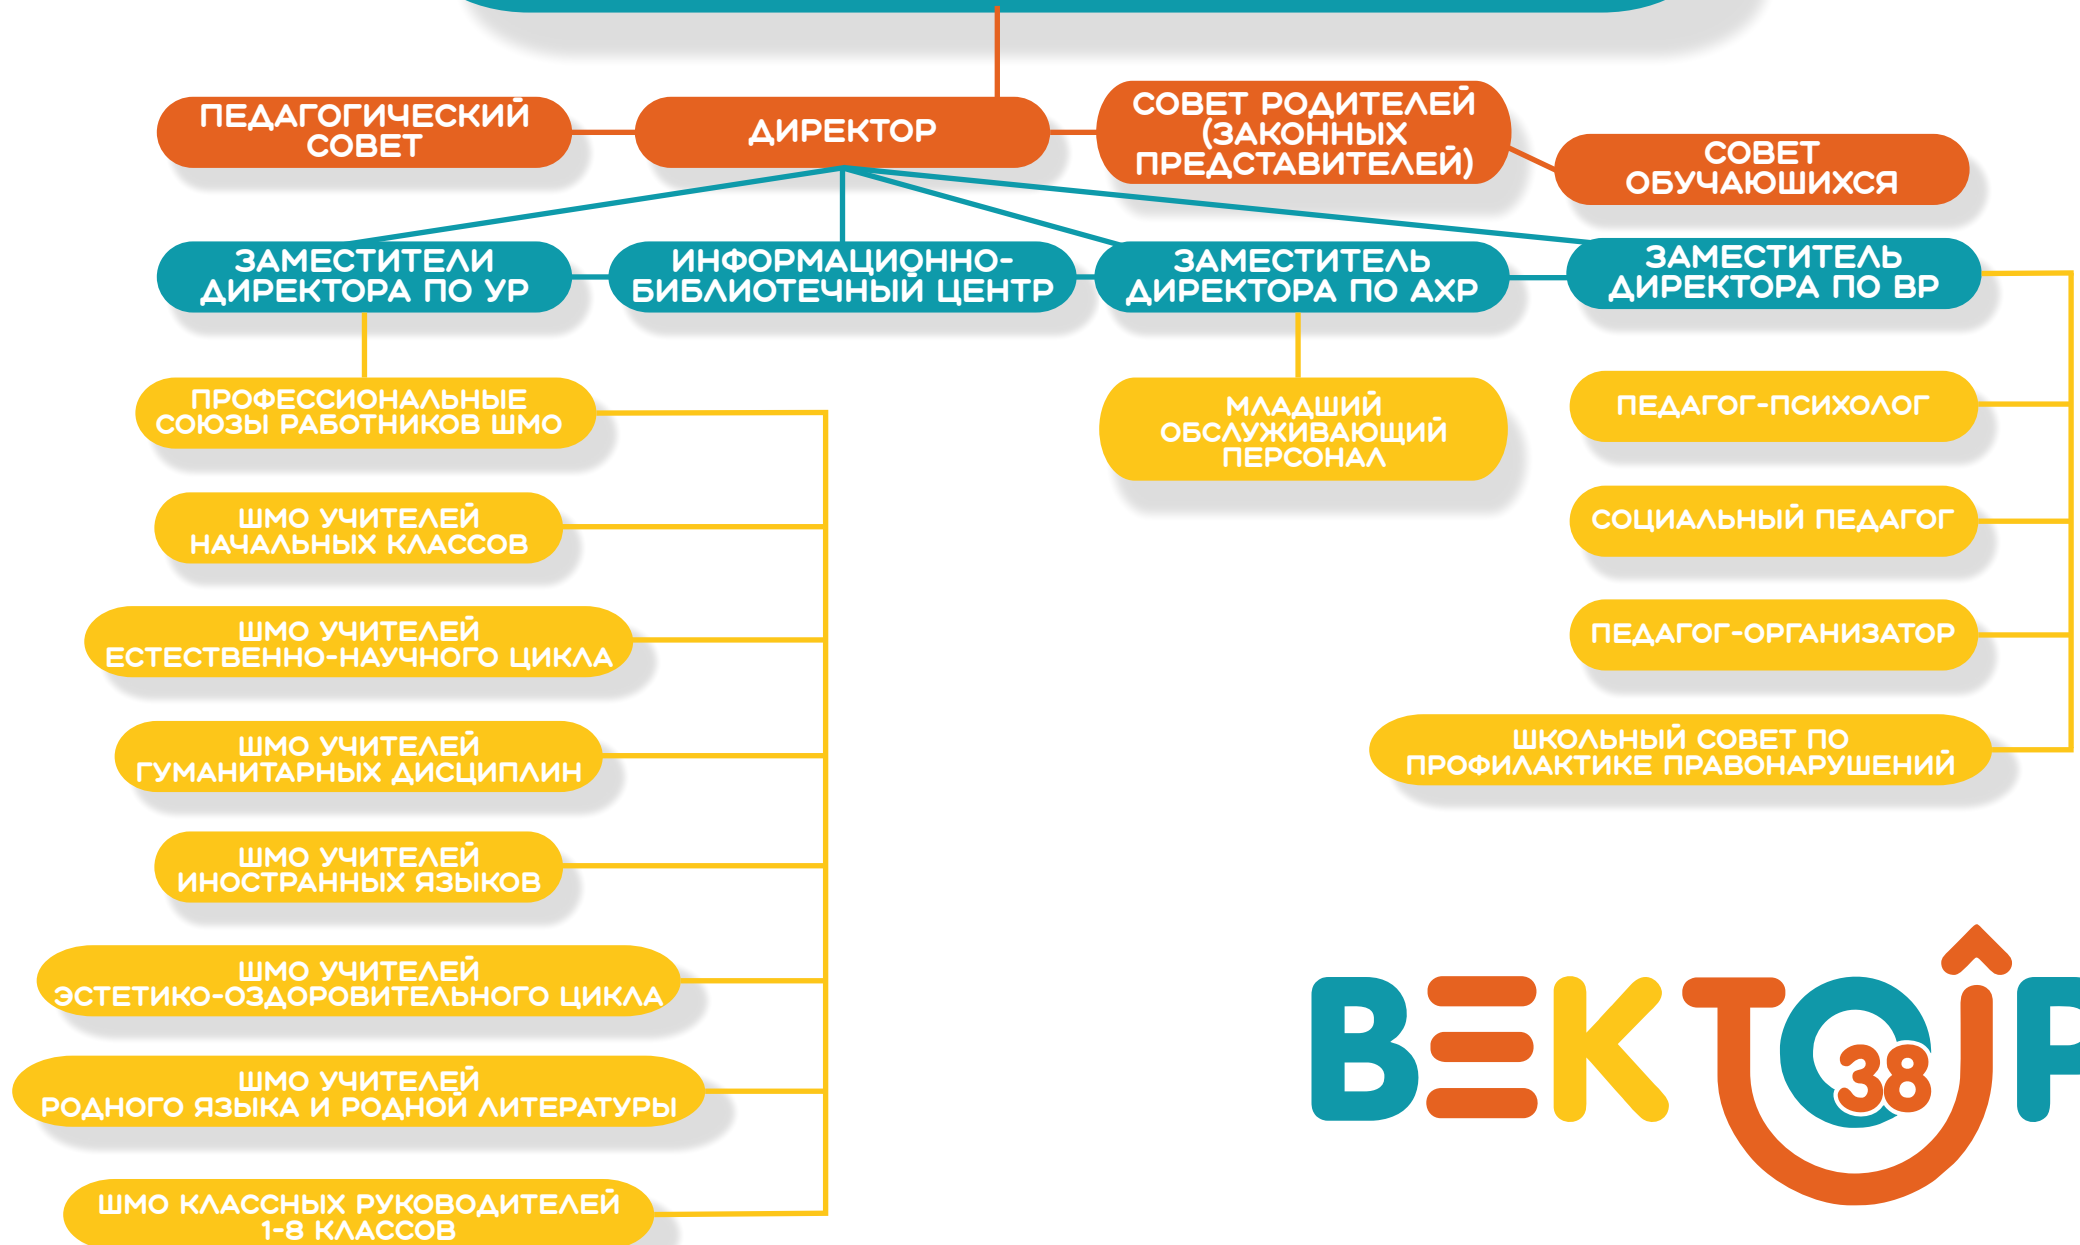 ПЕДАГОГИЧЕСКИЙ
СОВЕТ
ДИРЕКТОР
СОВЕТ РОДИТЕЛЕЙ
(ЗАКОННЫХ
ПРЕДСТАВИТЕЛЕЙ)
СОВЕТ
ОБУЧАЮШИХСЯ
ЗАМЕСТИТЕЛИ
ДИРЕКТОРА ПО УР
ИНФОРМАЦИОННО-
БИБЛИОТЕЧНЫЙ ЦЕНТР
ЗАМЕСТИТЕЛЬ
ДИРЕКТОРА ПО АХР
ЗАМЕСТИТЕЛЬ
ДИРЕКТОРА ПО ВР
ПРОФЕССИОНАЛЬНЫЕ
СОЮЗЫ РАБОТНИКОВ ШМО
ШМО УЧИТЕЛЕЙ
НАЧАЛЬНЫХ КЛАССОВ
ШМО УЧИТЕЛЕЙ
ЕСТЕСТВЕННО-НАУЧНОГО ЦИКЛА
ШМО УЧИТЕЛЕЙ
ГУМАНИТАРНЫХ ДИСЦИПЛИН
ШМО УЧИТЕЛЕЙ
ИНОСТРАННЫХ ЯЗЫКОВ
ШМО УЧИТЕЛЕЙ
ЭСТЕТИКО-ОЗДОРОВИТЕЛЬНОГО ЦИКЛА
ШМО УЧИТЕЛЕЙ
РОДНОГО ЯЗЫКА И РОДНОЙ ЛИТЕРАТУРЫ
ШМО КЛАССНЫХ РУКОВОДИТЕЛЕЙ
1-8 КЛАССОВ
МЛАДШИЙ
ОБСЛУЖИВАЮЩИЙ
ПЕРСОНАЛ
ПЕДАГОГ-ПСИХОЛОГ
СОЦИАЛЬНЫЙ ПЕДАГОГ
ПЕДАГОГ-ОРГАНИЗАТОР
ШКОЛЬНЫЙ СОВЕТ ПО
ПРОФИЛАКТИКЕ ПРАВОНАРУШЕНИЙ
ВЕКТОР
38